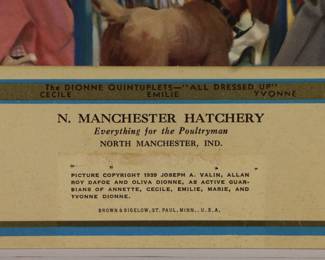 The DIONNE QUINTUPLETS—"ALL DRESSED UP"
CECILE EMILIE YVONNE
N. MANCHESTER HATCHERY
Everything for the Poultryman
NORTH MANCHESTER, IND.
PICTURE COPYRIGHT 1939 JOSEPH A. VALIN, ALLAN
ROY DAFOE AND OLIVA DIONNE, AS ACTIVE GUAR-
DIANS OF ANNETTE, CECILE, EMILIE, MARIE, AND
YVONNE DIONNE.
BROWN & BIGELOW, ST. PAUL, MINN., U.S.A.